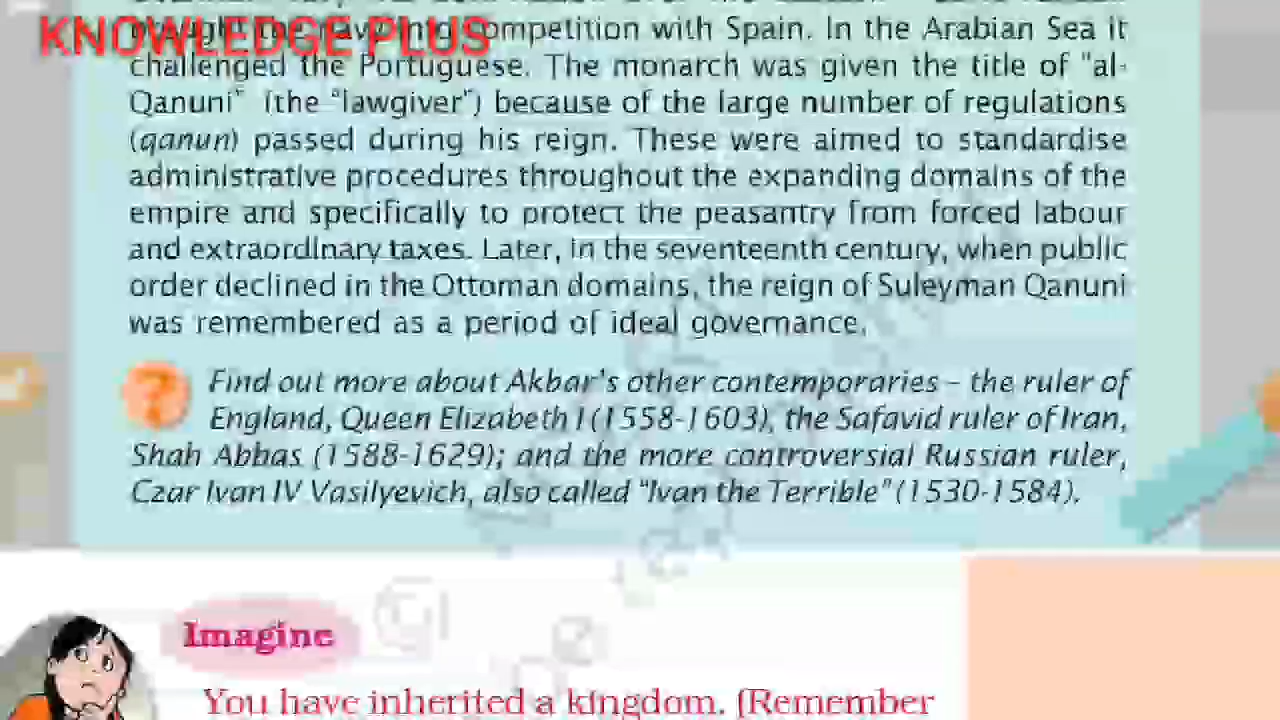 KNOWLEDGE PLUS
competition with Spain. In the Arabian Sea it
challenged the Portuguese. The monarch was given the title of "al-
Qanuni" (the "lawgiver") because of the large number of regulations
(qanun) passed during his reign. These were aimed to standardise
administrative procedures throughout the expanding domains of the
empire and specifically to protect the peasantry from forced labour
and extraordinary taxes. Later, in the seventeenth century, when public
order declined in the Ottoman domains, the reign of Suleyman Qanuni
was remembered as a period of ideal governance.
? Find out more about Akbar's other contemporaries – the ruler of
England, Queen Elizabeth I (1558-1603), the Safavid ruler of Iran,
Shah Abbas (1588-1629); and the more controversial Russian ruler,
Czar Ivan IV Vasilyevich, also called "Ivan the Terrible" (1530-1584).
Imagine
You have inherited a kingdom. (Remember